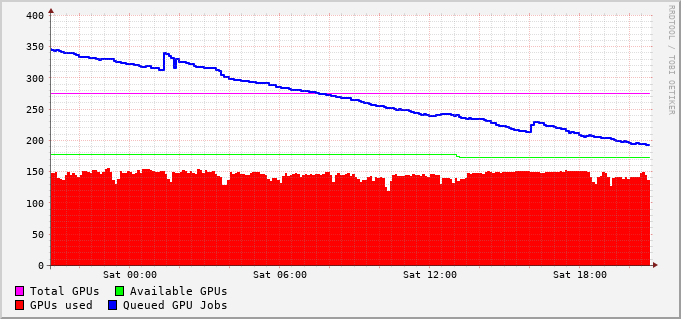 400
350
300
250
200
150
100
50
0
Sat 00:00 Sat 06:00 Sat 12:00 Sat 18:00
Total GPUs Available GPUs
GPUs used Queued GPU Jobs
RRDTOOL / TOBI OETIKER